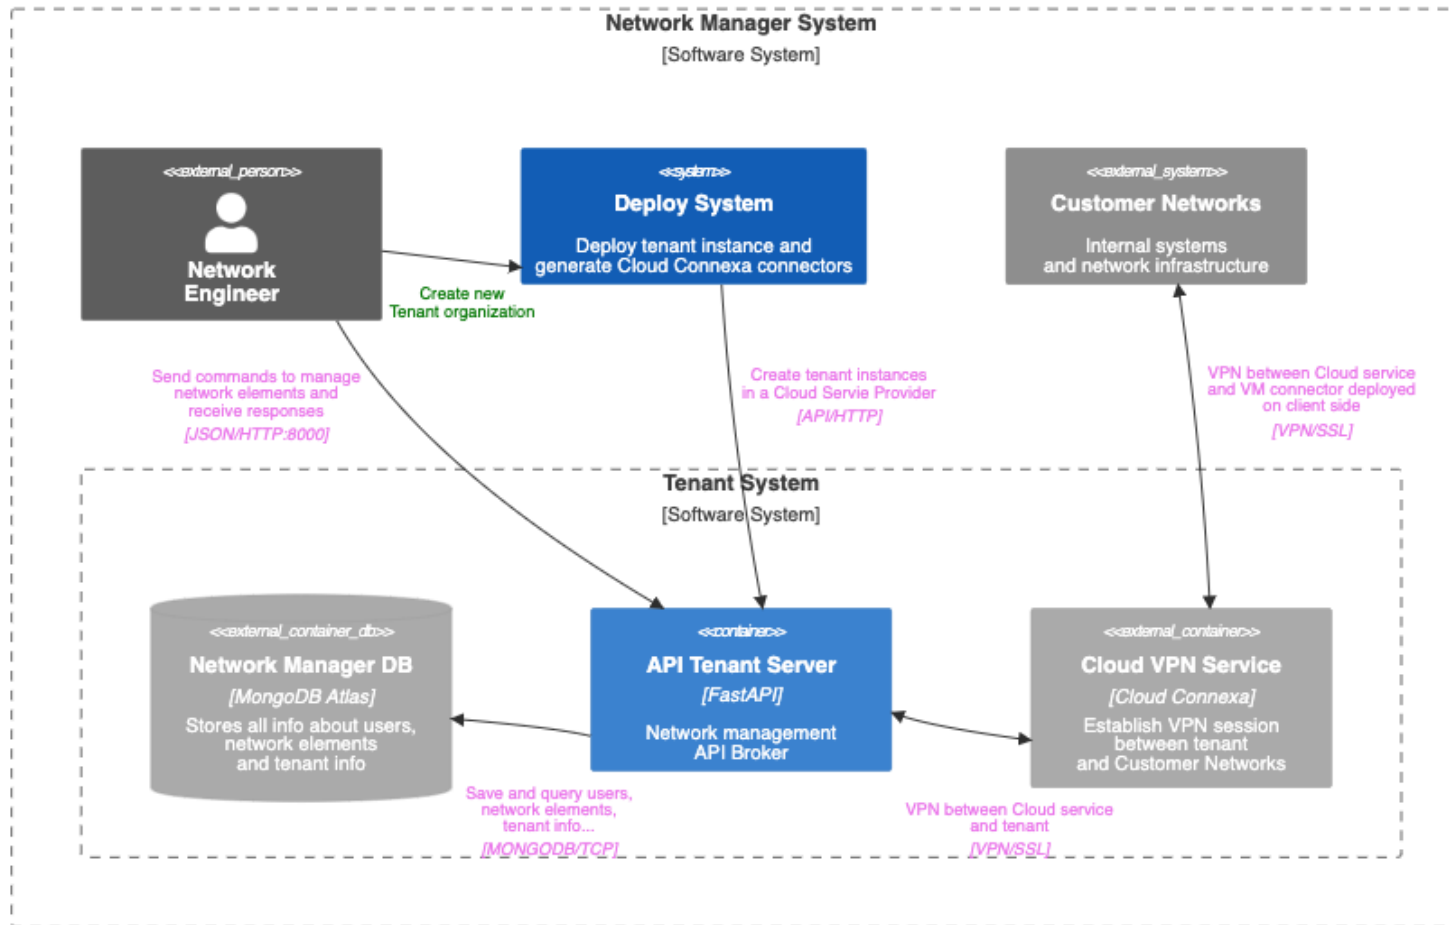 Network Manager System
[Software System]
<<external_person>>
Network
Engineer
<<system>>
Deploy System
Deploy tenant instance and
generate Cloud Connexa connectors
<<external_system>>
Customer Networks
Internal systems
and network infrastructure
Create new
Tenant organization
Send commands to manage
network elements and
receive responses
[JSON/HTTP:8000]
Create tenant instances
in a Cloud Servie Provider
[API/HTTP]
VPN between Cloud service
and VM connector deployed
on client side
[VPN/SSL]
Tenant System
[Software System]
<<external_container_db>>
Network Manager DB
[MongoDB Atlas]
Stores all info about users,
network elements
and tenant info
<<container>>
API Tenant Server
[FastAPI]
Network management
API Broker
<<external_container>>
Cloud VPN Service
[Cloud Connexa]
Establish VPN session
between tenant
and Customer Networks
Save and query users,
network elements,
tenant info...
[MONGODB/TCP]
VPN between Cloud service
and tenant
[VPN/SSL]